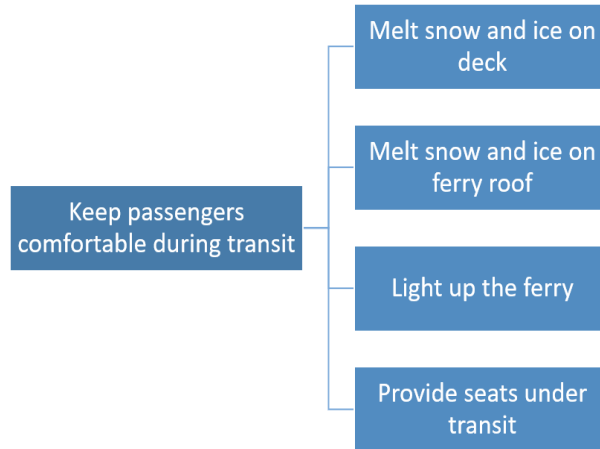 Melt snow and ice on
deck
Melt snow and ice on
ferry roof
Keep passengers
comfortable during transit
Light up the ferry
Provide seats under
transit